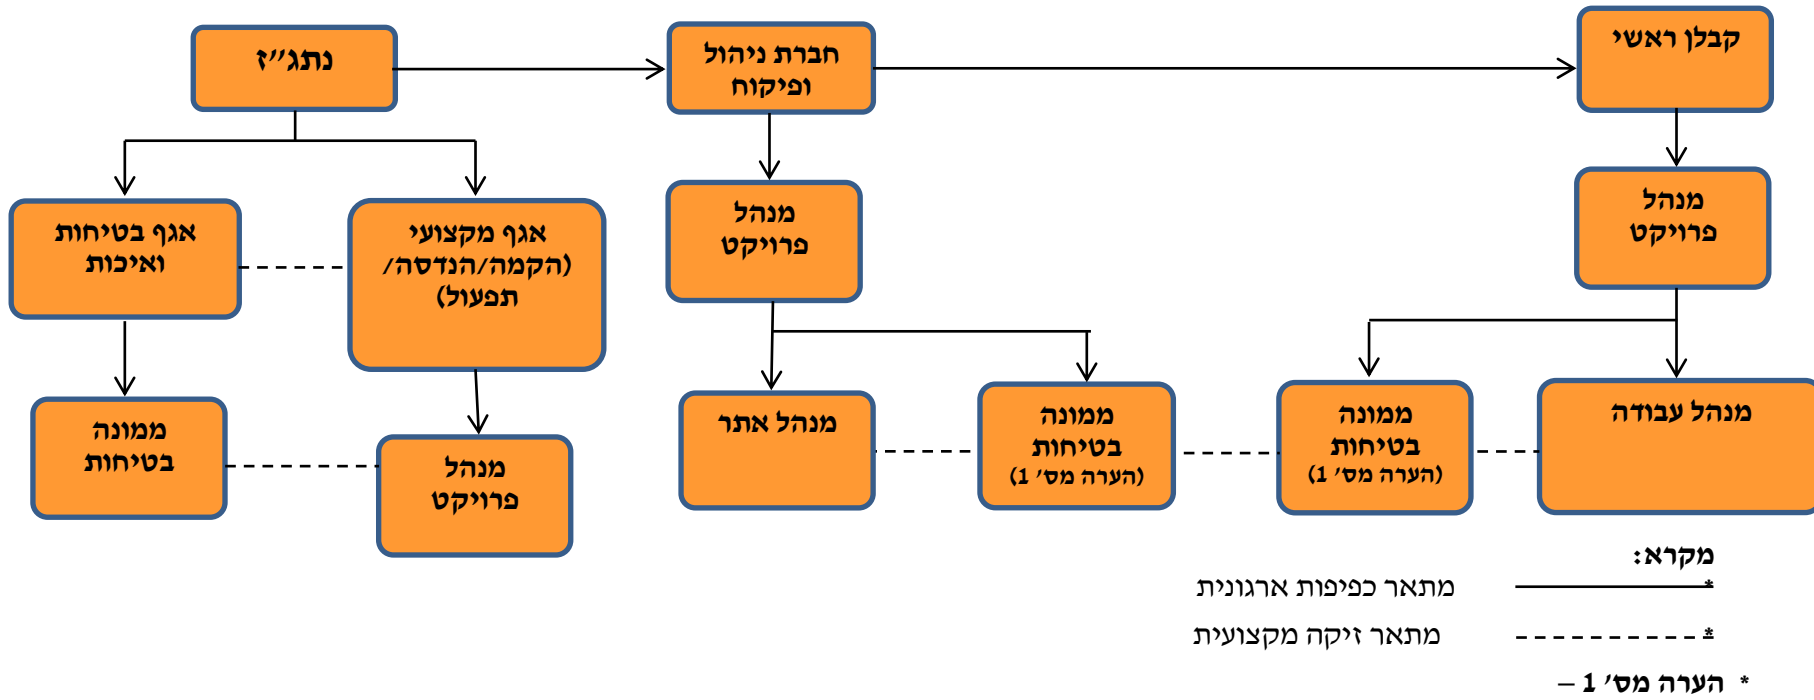 קבלן ראשי
חברת ניהול
ופיקוח
נתג״ז
מנהל
פרויקט
מנהל
פרויקט
אגף מקצועי
(הקמה/הנדסה/
תפעול)
אגף בטיחות
ואיכות
מנהל עבודה
ממונה
בטיחות
(הערה מס׳ 1)
ממונה
בטיחות
(הערה מס׳ 1)
מנהל אתר
מנהל
פרויקט
ממונה
בטיחות
מקרא:
* מתאר כפיפות ארגונית
* מתאר זיקה מקצועית
* הערה מס׳ 1 –